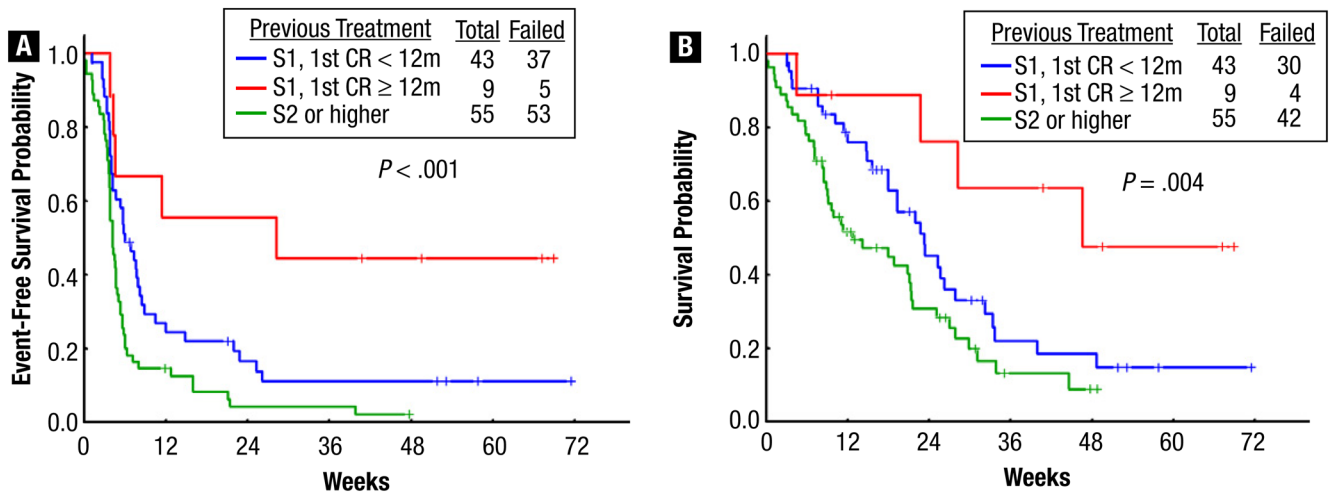 A
Previous Treatment Total Failed
S1, 1st CR < 12m 43 37
S1, 1st CR ≥ 12m 9 5
S2 or higher 55 53
P < .001
Event-Free Survival Probability
1.0
0.8
0.6
0.4
0.2
0.0
0 12 24 36 48 60 72
Weeks
B
Previous Treatment Total Failed
S1, 1st CR < 12m 43 30
S1, 1st CR ≥ 12m 9 4
S2 or higher 55 42
P = .004
Survival Probability
1.0
0.8
0.6
0.4
0.2
0.0
0 12 24 36 48 60 72
Weeks